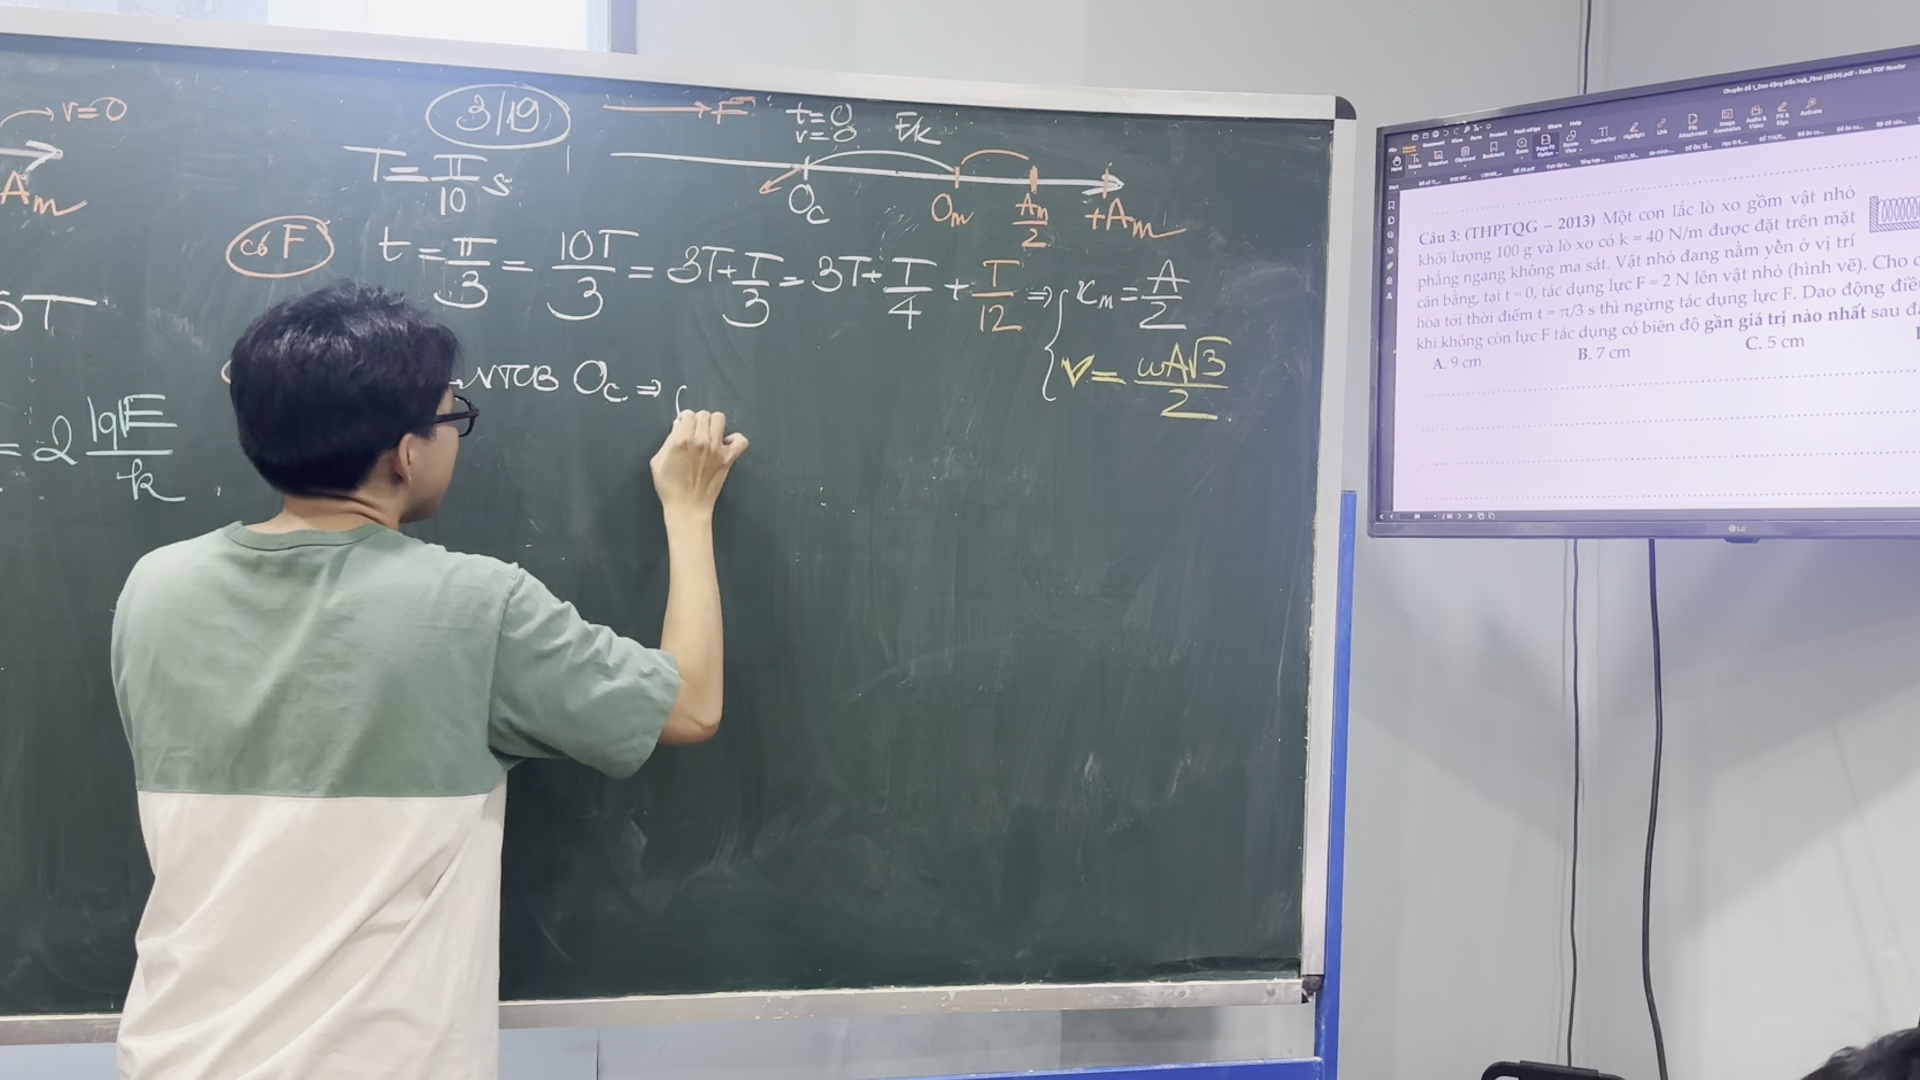 v=0
Am
5T
= 2 |q|E/k
3/19
F
t=0
v=0
Fk
T = π/10 s
Oc Om Am/2 +Am
có F
t = π/3 = 10T/3 = 3T + T/3 = 3T + T/4 + T/12 ⇒ { xm = A/2
v = ωA√3/2
→ VTCB Oc ⇒ {
Câu 3: (THPTQG – 2013) Một con lắc lò xo gồm vật nhỏ
khối lượng 100 g và lò xo có k = 40 N/m được đặt trên mặt
phẳng ngang không ma sát. Vật nhỏ đang nằm yên ở vị trí
cân bằng, tại t = 0, tác dụng lực F = 2 N lên vật nhỏ (hình vẽ). Cho c
hòa tới thời điểm t = π/3 s thì ngừng tác dụng lực F. Dao động điề
khi không còn lực F tác dụng có biên độ gần giá trị nào nhất sau đâ
A. 9 cm B. 7 cm C. 5 cm
LG